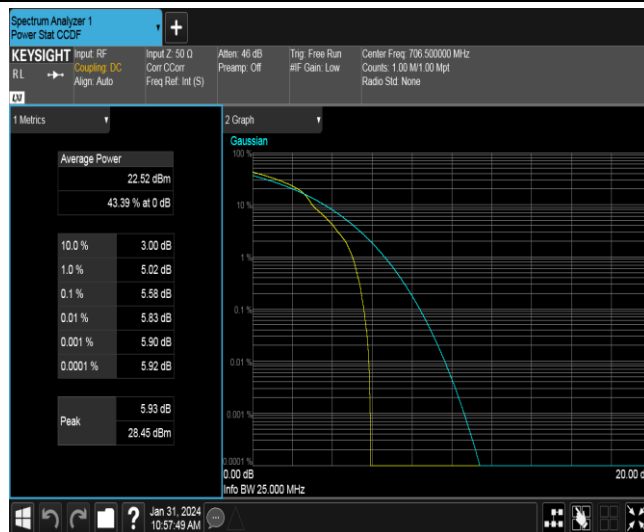 Spectrum Analyzer 1
Power Stat CCDF
+
KEYSIGHT
RL
LXI
Input: RF
Coupling: DC
Align: Auto
Input Z: 50 Ω
Corr CCorr
Freq Ref: Int (S)
Atten: 46 dB
Preamp: Off
Trig: Free Run
#IF Gain: Low
Center Freq: 706.500000 MHz
Counts: 1.00 M/1.00 Mpt
Radio Std: None
1 Metrics
Average Power
22.52 dBm
43.39 % at 0 dB
10.0 % 3.00 dB
1.0 % 5.02 dB
0.1 % 5.58 dB
0.01 % 5.83 dB
0.001 % 5.90 dB
0.0001 % 5.92 dB
Peak
5.93 dB
28.45 dBm
2 Graph
Gaussian
100 %
10 %
1 %
0.1 %
0.01 %
0.001 %
0.0001 %
0.00 dB
20.00 d
Info BW 25.000 MHz
?
Jan 31, 2024
10:57:49 AM